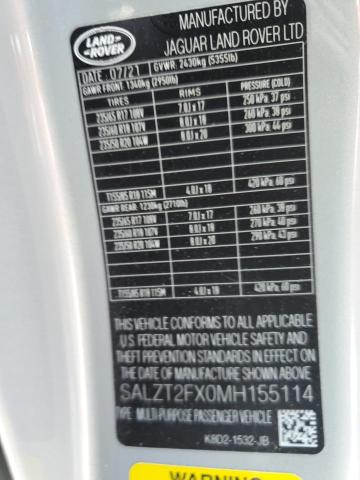 LAND
ROVER
MANUFACTURED BY
JAGUAR LAND ROVER LTD
DATE: 07/21 GVWR: 2430kg (5355lb)
GAWR FRONT: 1340kg (2950lb)
TIRES RIMS PRESSURE (COLD)
235/65 R17 108V 7.0J x 17 250 kPa, 37 psi
235/60 R18 107V 8.0J x 18 260 kPa, 38 psi
235/50 R20 104W 8.0J x 20 300 kPa, 44 psi
T155/85 R18 115M 4.0J x 18 420 kPa, 60 psi
GAWR REAR: 1230kg (2710lb)
235/65 R17 108V 7.0J x 17 260 kPa, 38 psi
235/60 R18 107V 8.0J x 18 270 kPa, 40 psi
235/50 R20 104W 8.0J x 20 290 kPa, 43 psi
T155/85 R18 115M 4.0J x 18 420 kPa, 60 psi
THIS VEHICLE CONFORMS TO ALL APPLICABLE
U.S. FEDERAL MOTOR VEHICLE SAFETY AND
THEFT PREVENTION STANDARDS IN EFFECT ON
THE DATE OF MANUFACTURE SHOWN ABOVE.
SALZT2FX0MH155114
TYPE: MULTI-PURPOSE PASSENGER VEHICLE
K8D2-1532-JB
WARNING